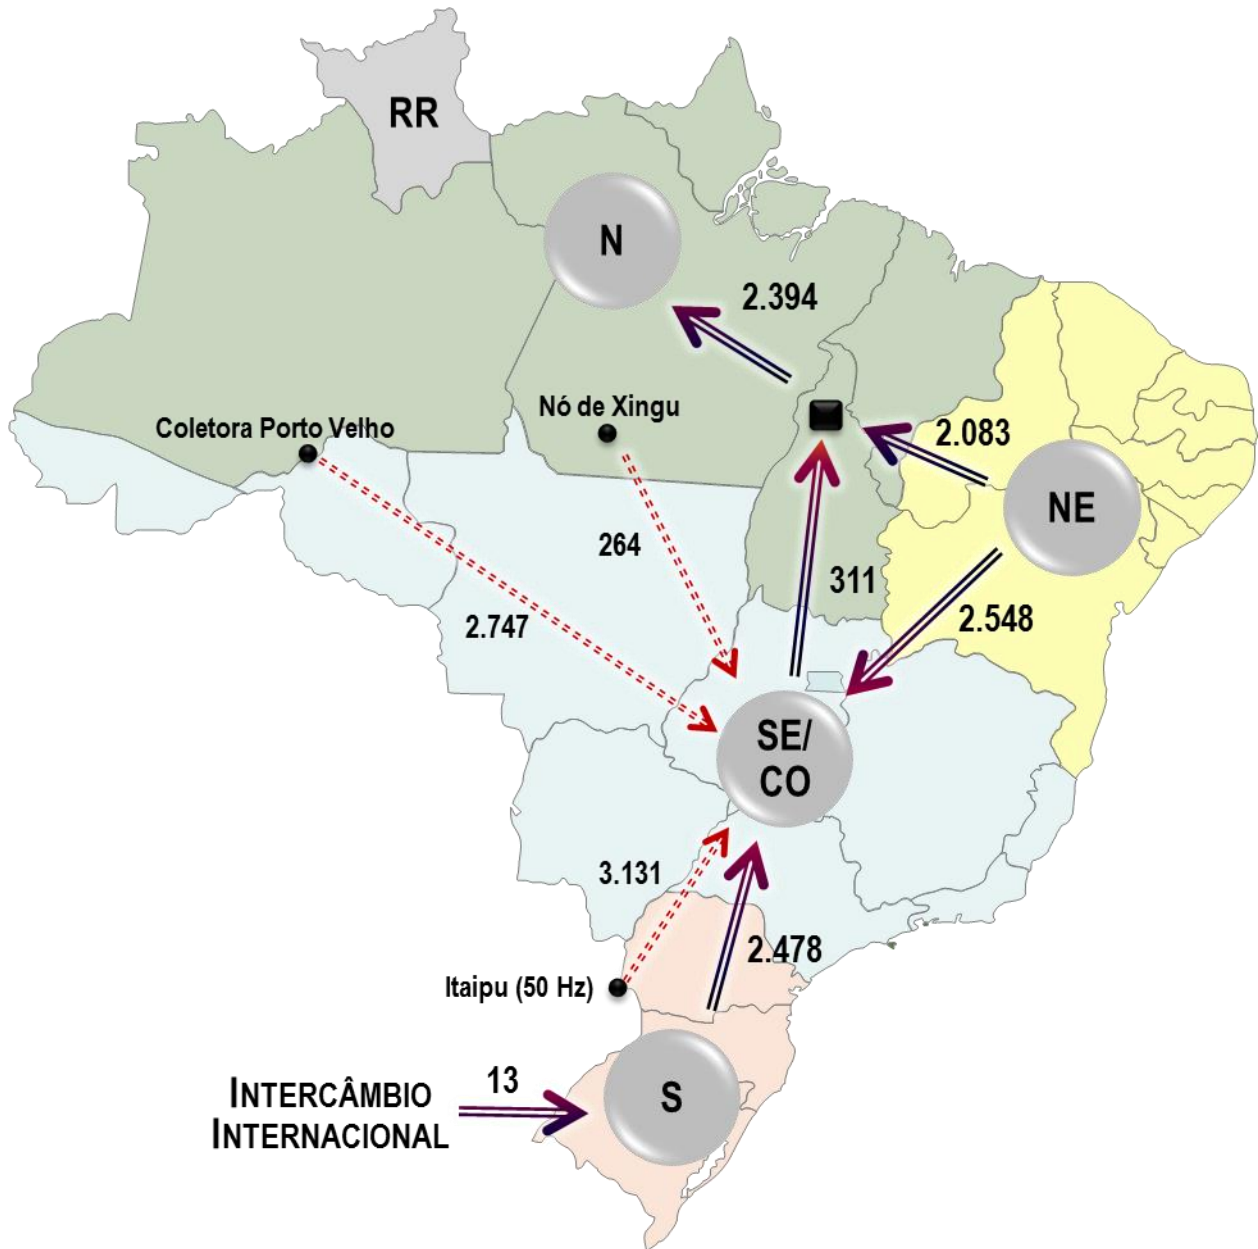 RR
N
2.394
Nó de Xingu
Coletora Porto Velho
2.083
NE
264
311
2.747
2.548
SE/
CO
3.131
2.478
Itaipu (50 Hz)
13
INTERCÂMBIO
INTERNACIONAL
S